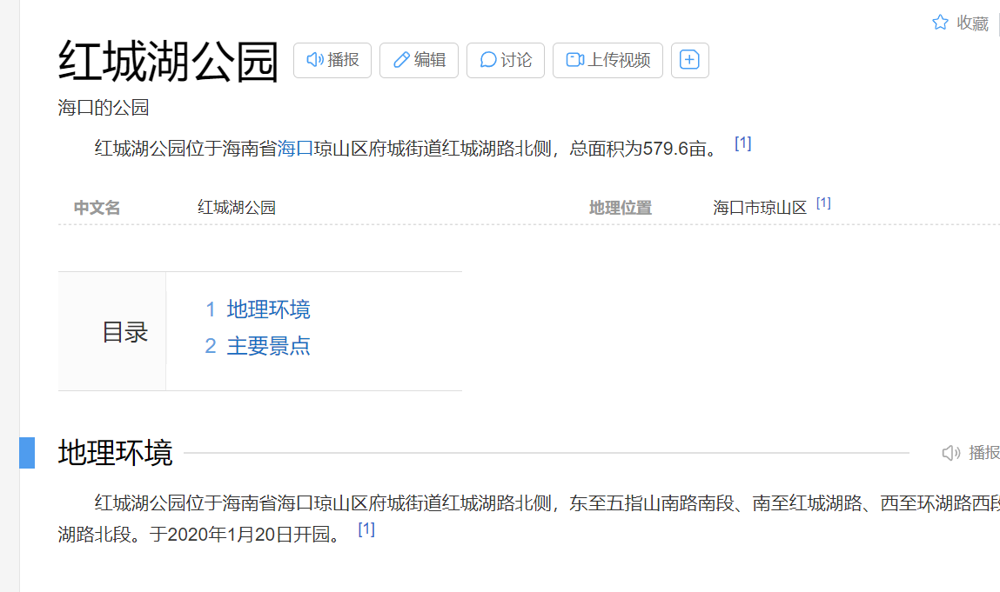 收藏
红城湖公园 播报 编辑 讨论 上传视频
海口的公园
红城湖公园位于海南省海口琼山区府城街道红城湖路北侧，总面积为579.6亩。 [1]
中文名 红城湖公园 地理位置 海口市琼山区 [1]
目录
1 地理环境
2 主要景点
地理环境 播报
红城湖公园位于海南省海口琼山区府城街道红城湖路北侧，东至五指山南路南段、南至红城湖路、西至环湖路西段
湖路北段。于2020年1月20日开园。 [1]